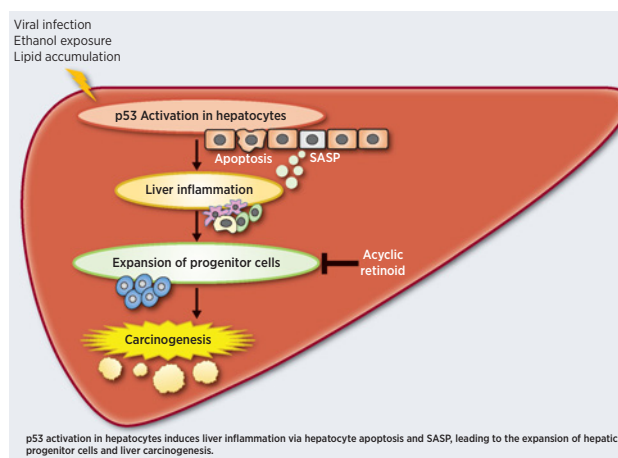 Viral infection
Ethanol exposure
Lipid accumulation
p53 Activation in hepatocytes
Apoptosis
SASP
Liver inflammation
Expansion of progenitor cells
Acyclic
retinoid
Carcinogenesis
p53 activation in hepatocytes induces liver inflammation via hepatocyte apoptosis and SASP, leading to the expansion of hepatic
progenitor cells and liver carcinogenesis.